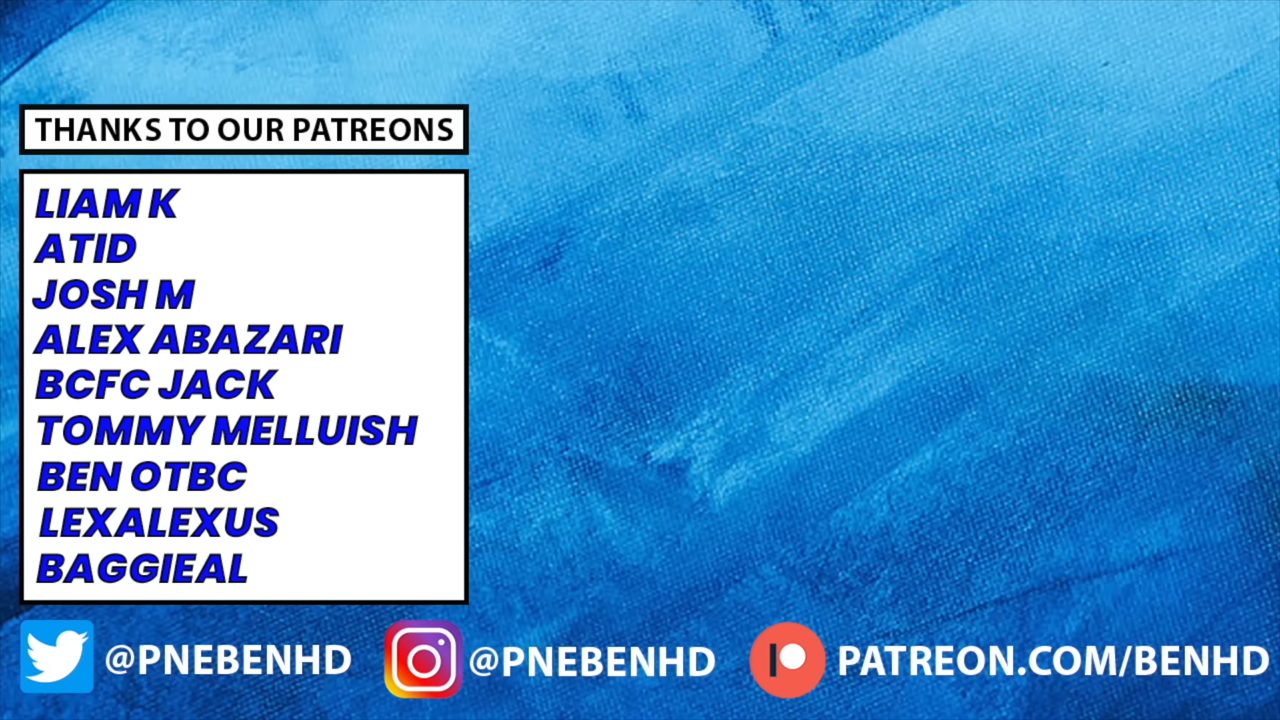 THANKS TO OUR PATREONS
LIAM K
ATID
JOSH M
ALEX ABAZARI
BCFC JACK
TOMMY MELLUISH
BEN OTBC
LEXALEXUS
BAGGIEAL
@PNEBENHD @PNEBENHD PATREON.COM/BENHD